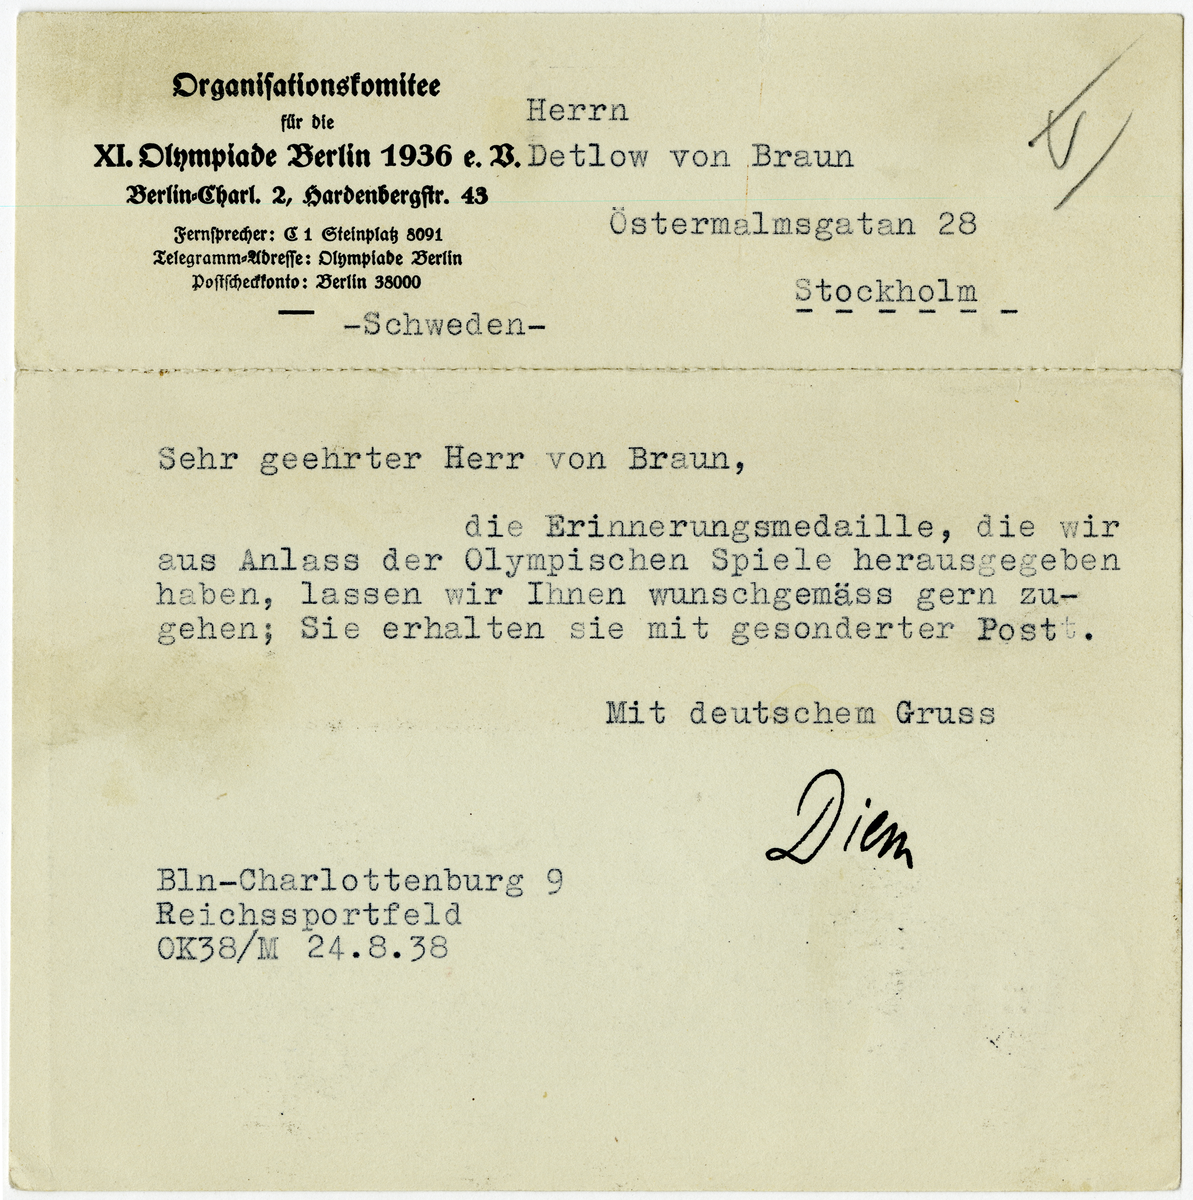 Organisationskomitee
für die
XI. Olympiade Berlin 1936 e. V.
Berlin-Charl. 2, Hardenbergstr. 43
Fernsprecher: C 1 Steinplatz 8091
Telegramm-Adresse: Olympiade Berlin
Postscheckkonto: Berlin 38000
Herrn
Detlow von Braun
Östermalmsgatan 28
Stockholm
-Schweden-
Sehr geehrter Herr von Braun,
die Erinnerungsmedaille, die wir
aus Anlass der Olympischen Spiele herausgegeben
haben, lassen wir Ihnen wunschgemäss gern zu-
gehen; Sie erhalten sie mit gesonderter Postt.
Mit deutschem Gruss
Diem
Bln-Charlottenburg 9
Reichssportfeld
OK38/M 24.8.38